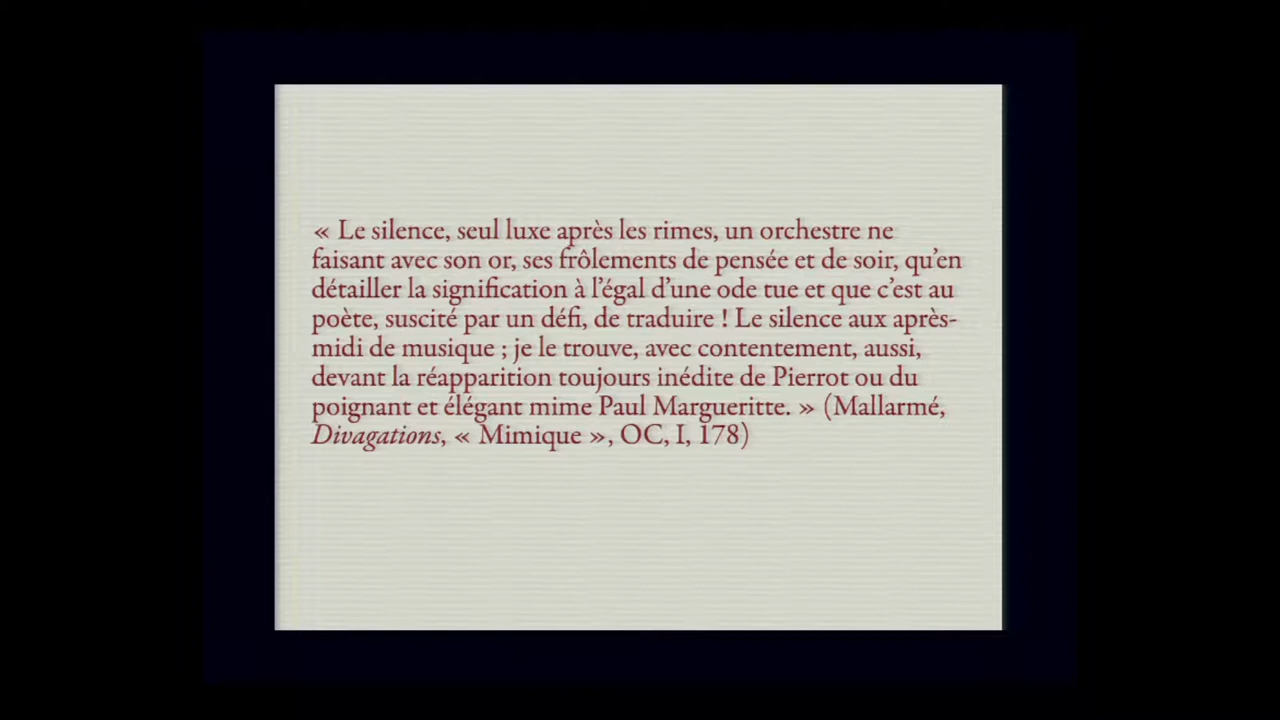 « Le silence, seul luxe après les rimes, un orchestre ne
faisant avec son or, ses frôlements de pensée et de soir, qu’en
détailler la signification à l’égal d’une ode tue et que c’est au
poète, suscité par un défi, de traduire ! Le silence aux après-
midi de musique ; je le trouve, avec contentement, aussi,
devant la réapparition toujours inédite de Pierrot ou du
poignant et élégant mime Paul Margueritte. » (Mallarmé,
Divagations, « Mimique », OC, I, 178)